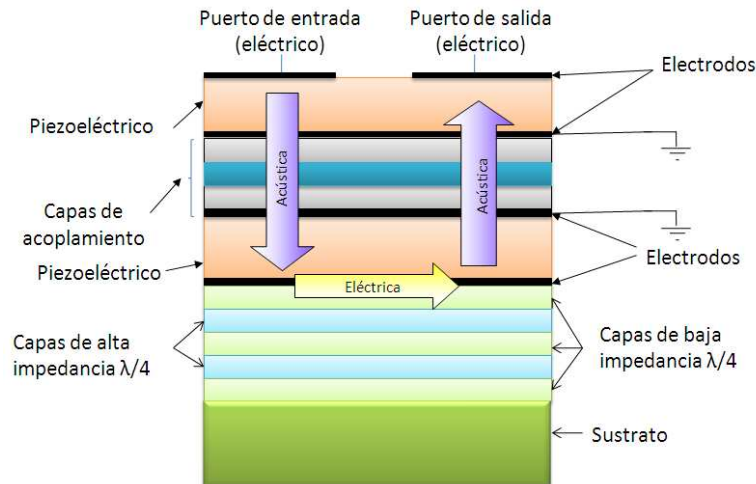 Puerto de entrada
(eléctrico)
Puerto de salida
(eléctrico)
Electrodos
Piezoeléctrico
Acústica
Acústica
Capas de
acoplamiento
Piezoeléctrico
Electrodos
Eléctrica
Capas de alta
impedancia λ/4
Capas de baja
impedancia λ/4
Sustrato